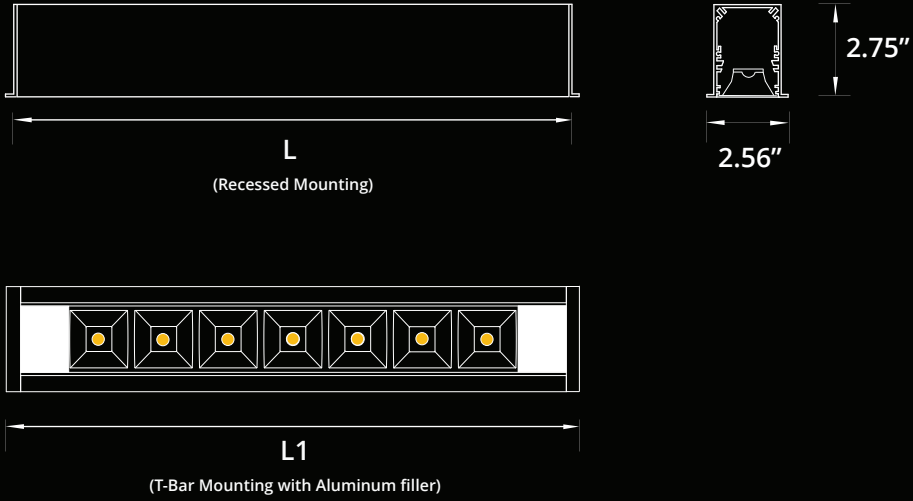 2.75”
L
2.56”
(Recessed Mounting)
L1
(T-Bar Mounting with Aluminum filler)